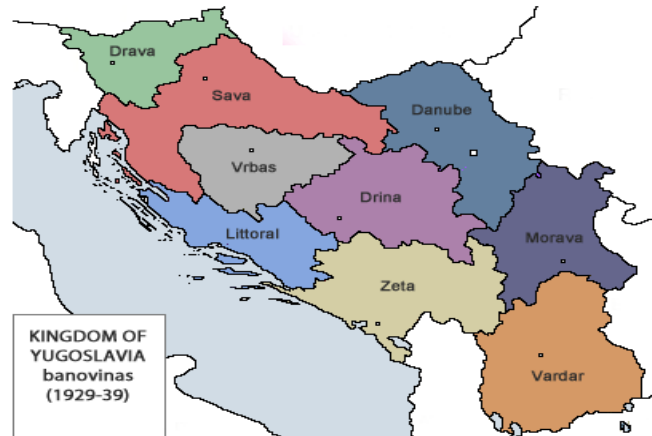 Drava
Sava
Danube
Vrbas
Drina
Littoral
Morava
Zeta
Vardar
KINGDOM OF
YUGOSLAVIA
banovinas
(1929-39)